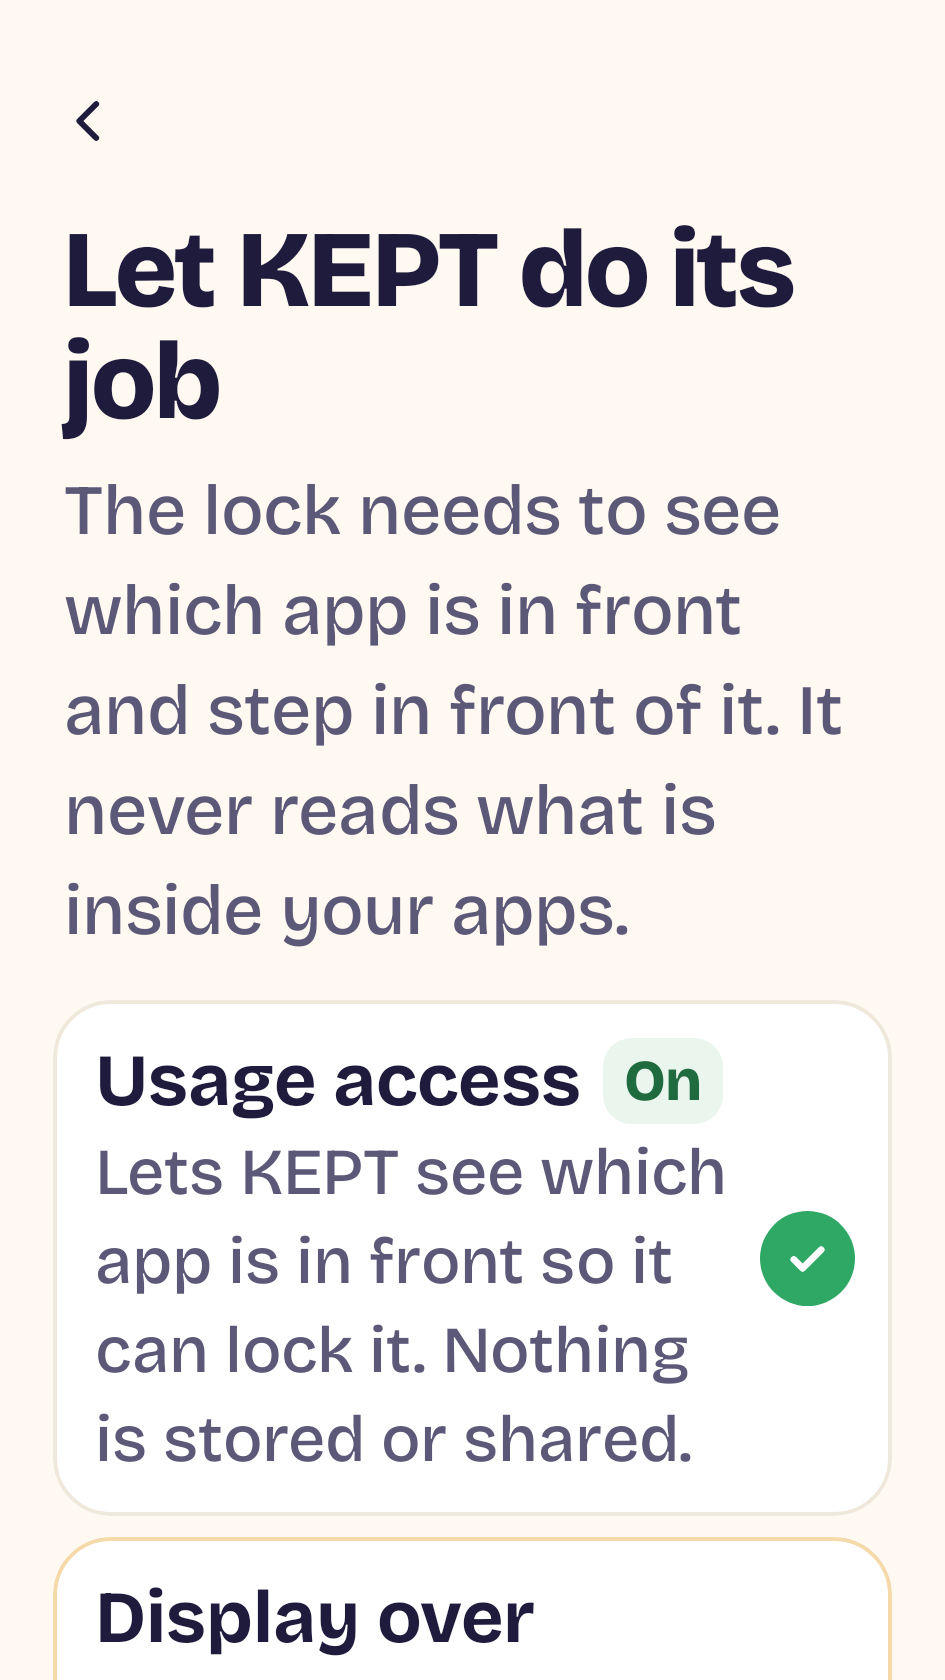 Let KEPT do its
job
The lock needs to see
which app is in front
and step in front of it. It
never reads what is
inside your apps.
Usage access On
Lets KEPT see which
app is in front so it
can lock it. Nothing
is stored or shared.
Display over